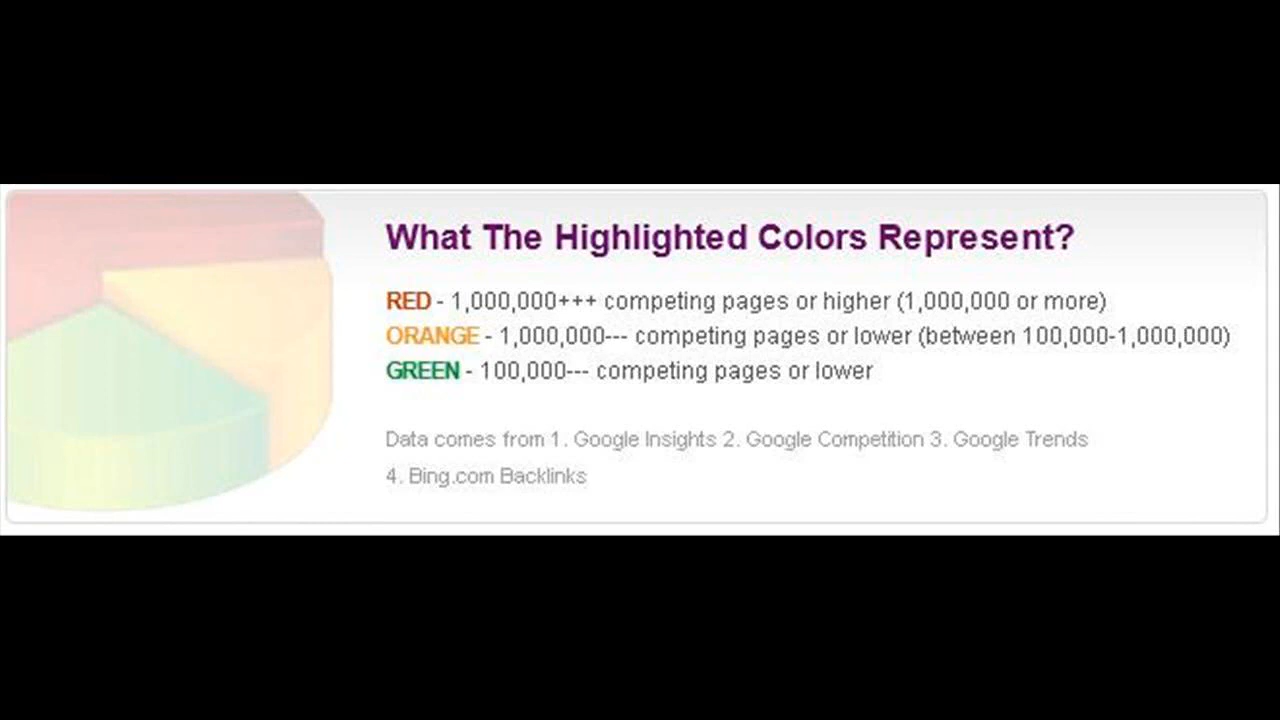 What The Highlighted Colors Represent?
RED - 1,000,000+++ competing pages or higher (1,000,000 or more)
ORANGE - 1,000,000--- competing pages or lower (between 100,000-1,000,000)
GREEN - 100,000--- competing pages or lower
Data comes from 1. Google Insights 2. Google Competition 3. Google Trends
4. Bing.com Backlinks